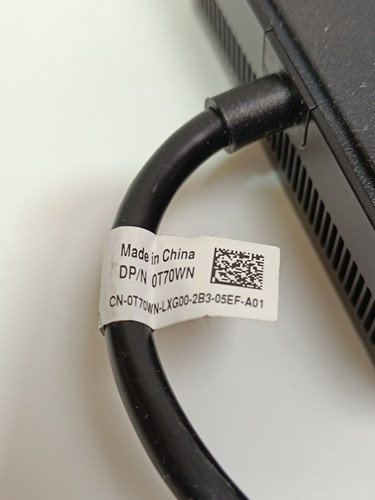 Made in China
DP/N 0T70WN
CN-0T70WN-LXG00-2B3-05EF-A01